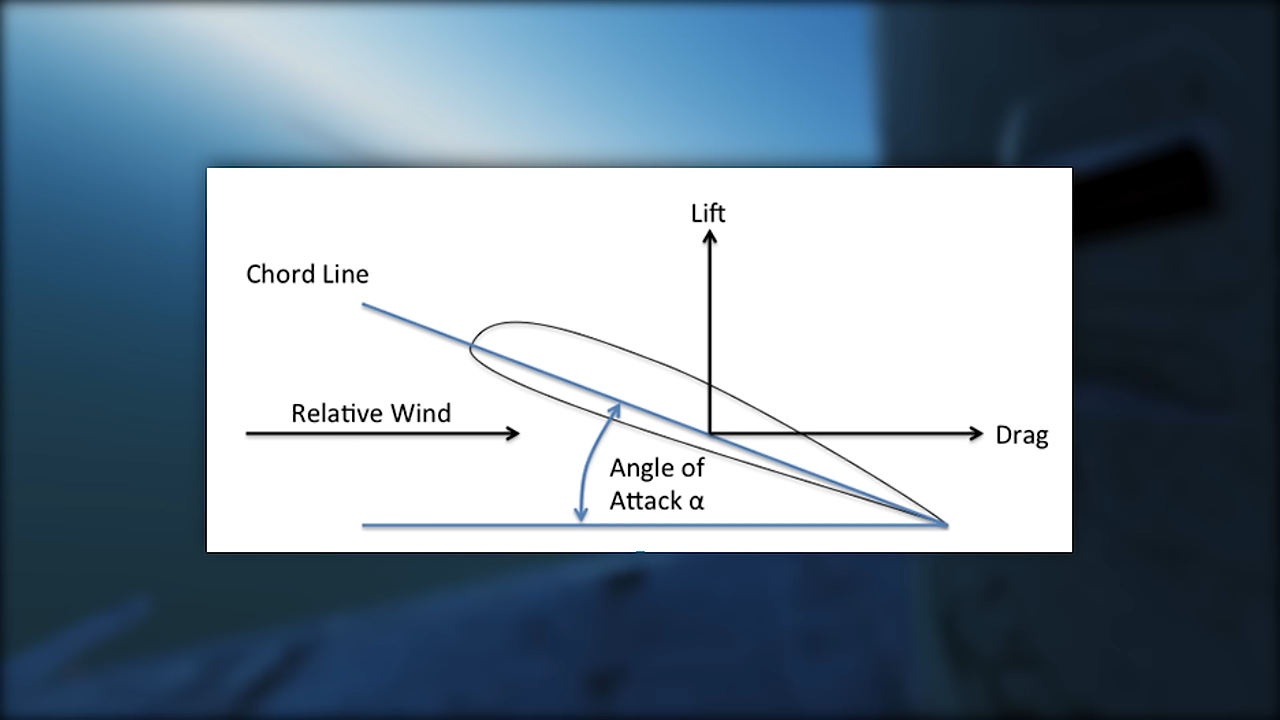 Lift
Chord Line
Relative Wind
Drag
Angle of
Attack α